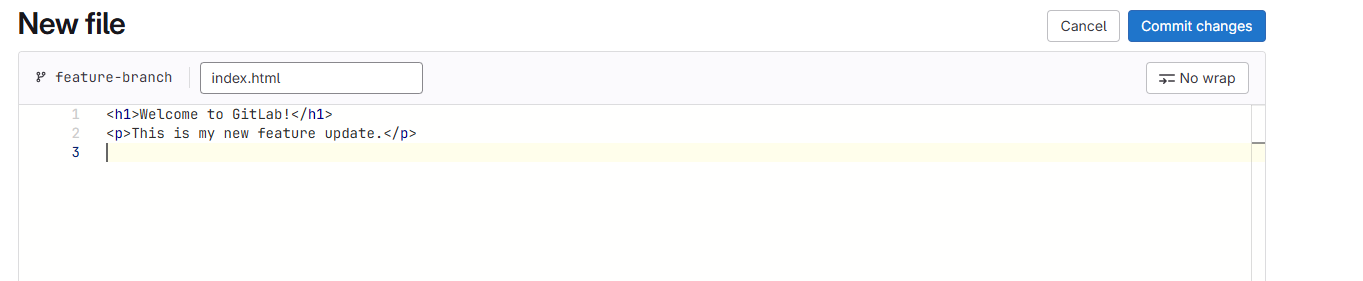 New file
Cancel
Commit changes
feature-branch
index.html
No wrap
1 <h1>Welcome to GitLab!</h1>
2 <p>This is my new feature update.</p>
3